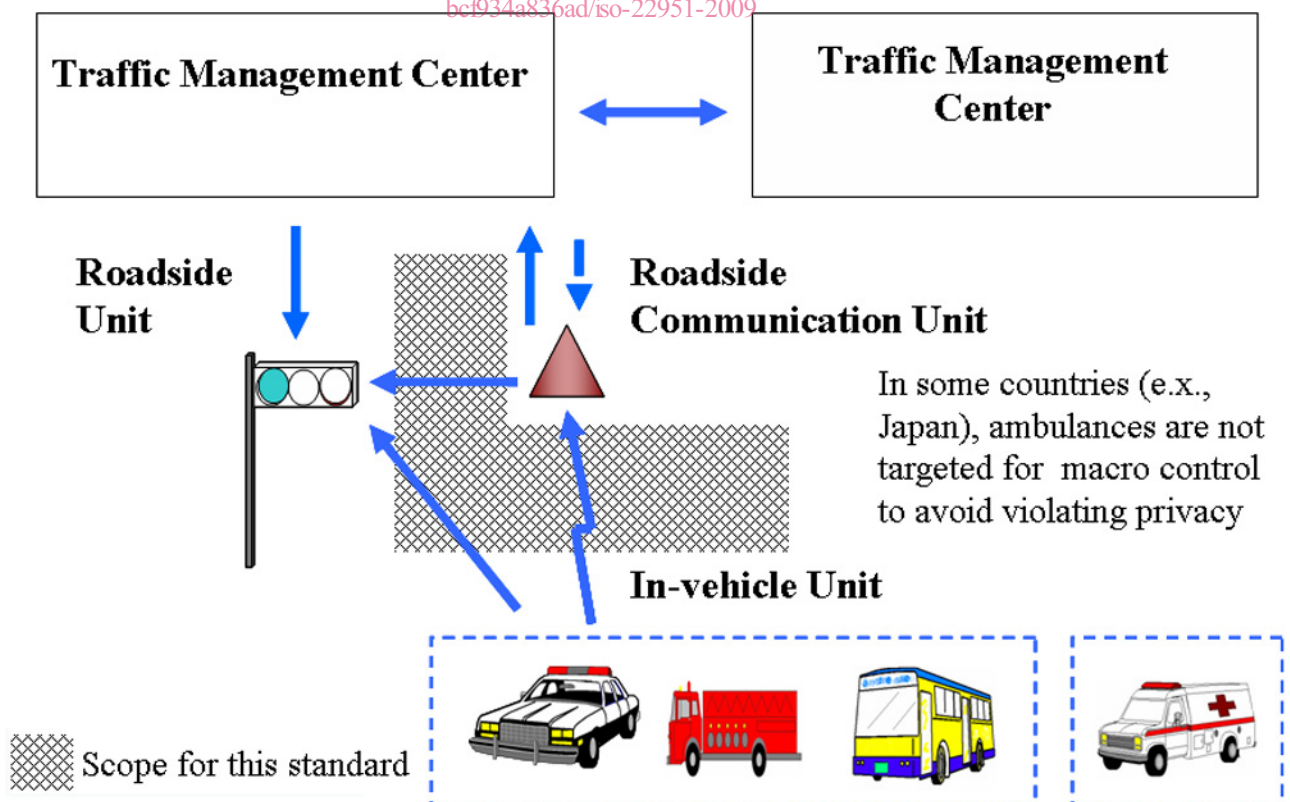 bcf934a836ad/iso-22951-2009
Traffic Management Center
Traffic Management
Center
Roadside
Unit
Roadside
Communication Unit
In some countries (e.x.,
Japan), ambulances are not
targeted for macro control
to avoid violating privacy
In-vehicle Unit
Scope for this standard